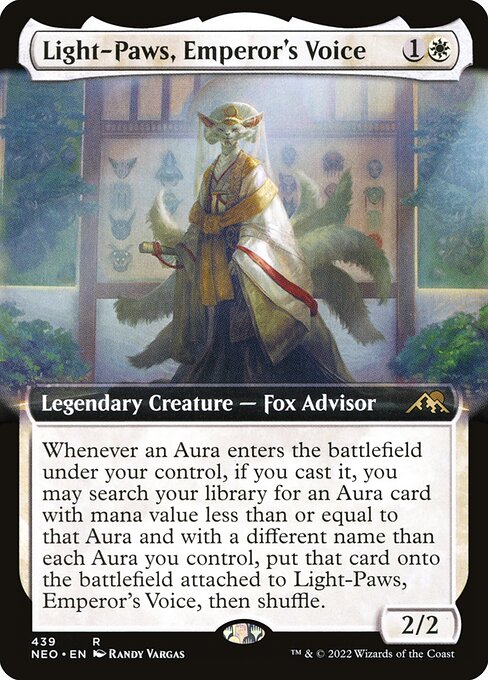 Light-Paws, Emperor's Voice 1
Legendary Creature — Fox Advisor
Whenever an Aura enters the battlefield
under your control, if you cast it, you
may search your library for an Aura card
with mana value less than or equal to
that Aura and with a different name than
each Aura you control, put that card onto
the battlefield attached to Light-Paws,
Emperor's Voice, then shuffle.
2/2
439 R
NEO • EN RANDY VARGAS
™ & © 2022 Wizards of the Coast